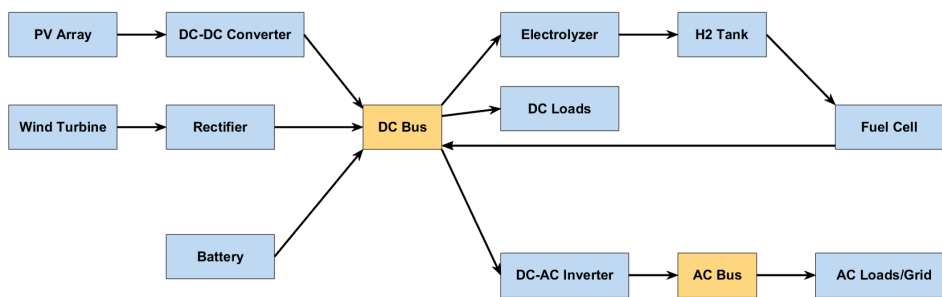 PV Array
DC-DC Converter
Electrolyzer
H2 Tank
DC Loads
Wind Turbine
Rectifier
DC Bus
Fuel Cell
Battery
DC-AC Inverter
AC Bus
AC Loads/Grid